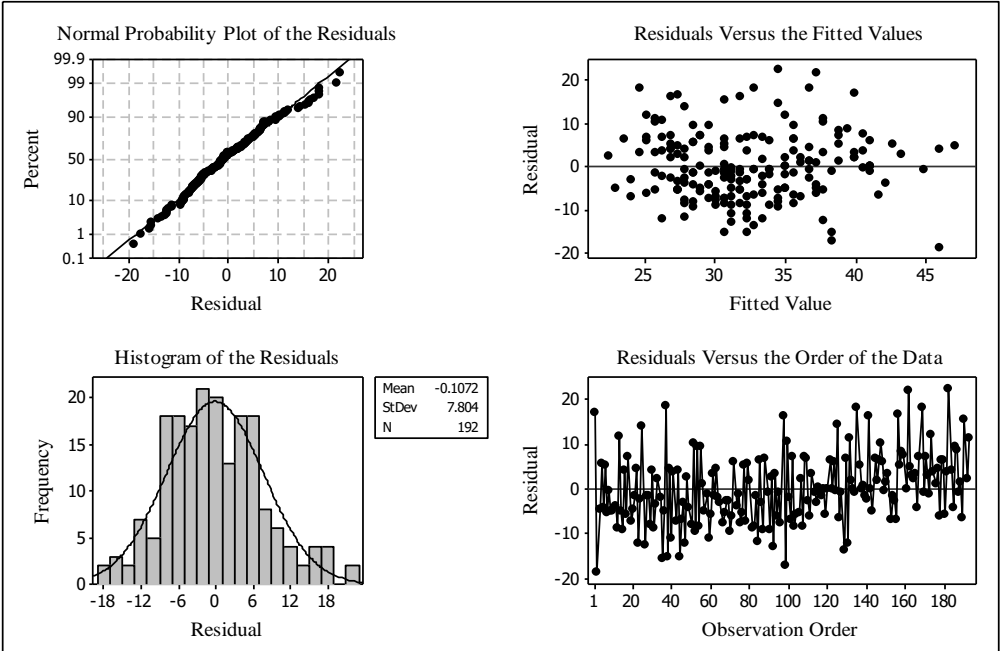 Normal Probability Plot of the Residuals
99.9
99
90
50
10
1
0.1
Percent
-20 -10 0 10 20
Residual
Residuals Versus the Fitted Values
20
10
0
-10
-20
Residual
25 30 35 40 45
Fitted Value
Histogram of the Residuals
20
15
10
5
0
Frequency
-18 -12 -6 0 6 12 18
Residual
Mean -0.1072
StDev 7.804
N 192
Residuals Versus the Order of the Data
20
10
0
-10
-20
Residual
1 20 40 60 80 100 120 140 160 180
Observation Order